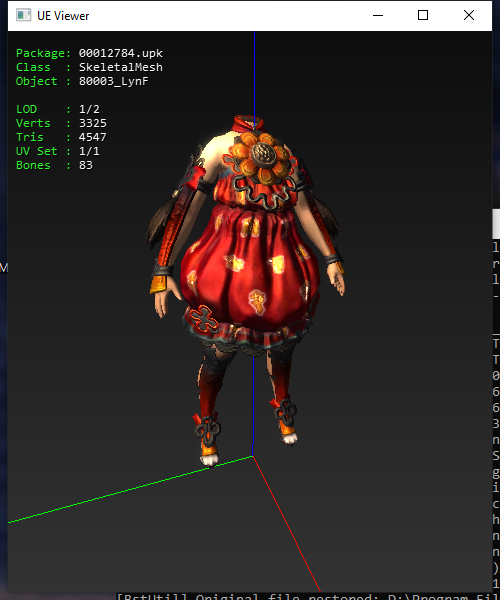 UE Viewer
Package: 00012784.upk
Class  : SkeletalMesh
Object : 80003_LynF
LOD    : 1/2
Verts  : 3325
Tris   : 4547
UV Set : 1/1
Bones  : 83
[BstUtil] Original file restored: D:\Program Fil